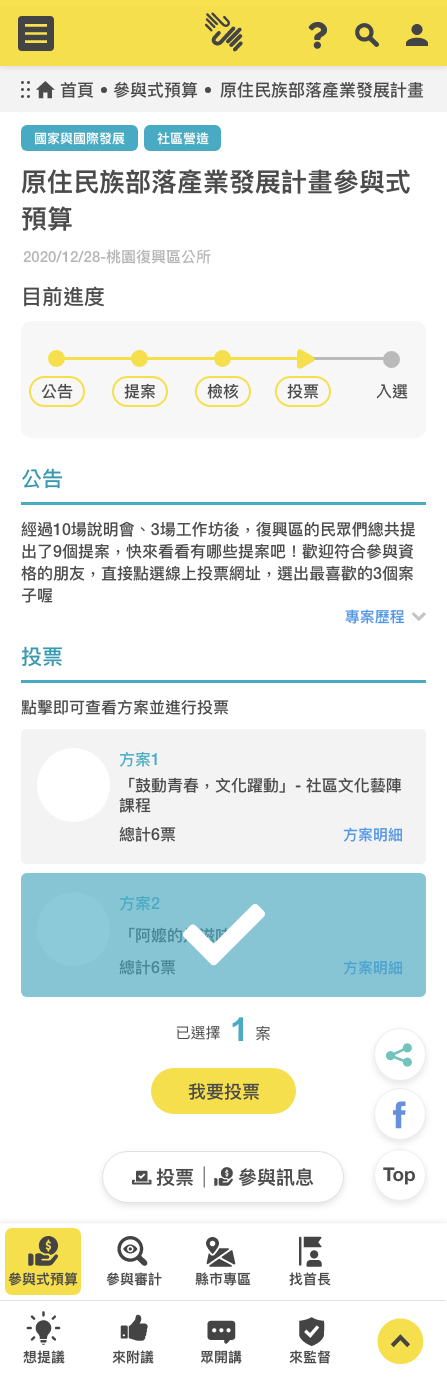 首頁 • 參與式預算 • 原住民族部落產業發展計畫
國家與國際發展 社區營造
原住民族部落產業發展計畫參與式
預算
2020/12/28-桃園復興區公所
目前進度
公告 提案 檢核 投票 入選
公告
經過10場說明會、3場工作坊後，復興區的民眾們總共提
出了9個提案，快來看看有哪些提案吧！歡迎符合參與資
格的朋友，直接點選線上投票網址，選出最喜歡的3個案
子喔
專案歷程
投票
點擊即可查看方案並進行投票
方案1
「鼓動青春，文化躍動」- 社區文化藝陣
課程
總計6票 方案明細
方案2
「阿嬤的
總計6票 方案明細
已選擇 1 案
我要投票
f
Top
投票 | 參與訊息
參與式預算 參與審計 縣市專區 找首長
想提議 來附議 眾開講 來監督